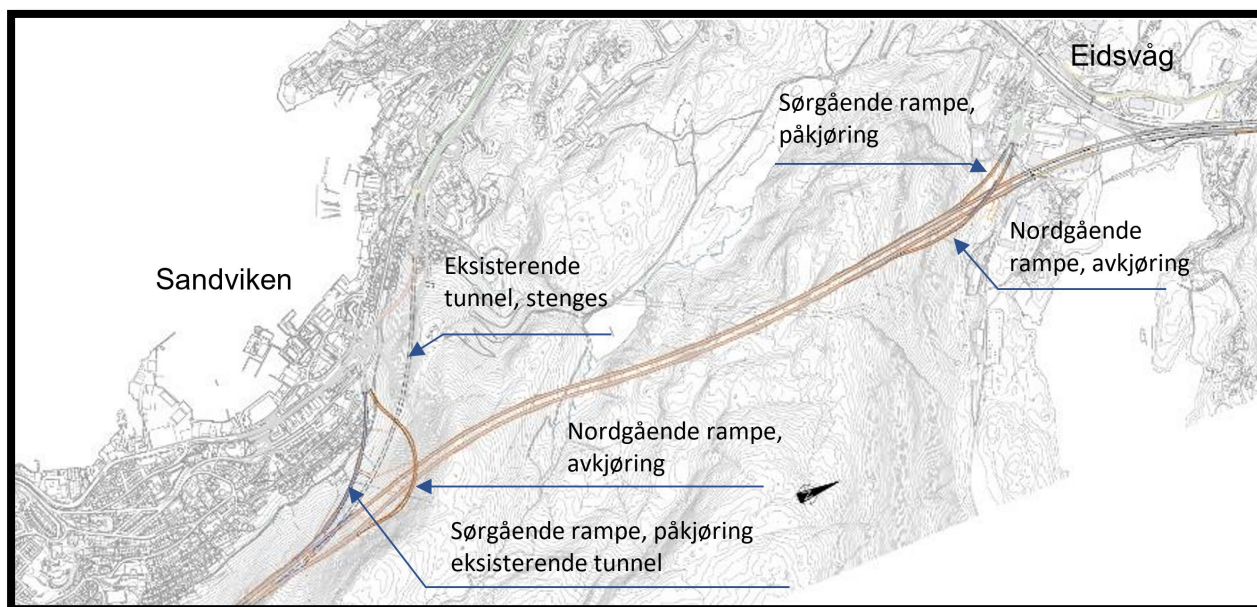 Eidsvåg
Sørgående rampe,
påkjøring
Nordgående
rampe, avkjøring
Eksisterende
tunnel, stenges
Sandviken
Nordgående rampe,
avkjøring
Sørgående rampe, påkjøring
eksisterende tunnel